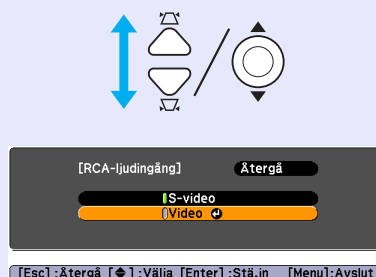 [RCA-ljudingång] Återgå
S-video
Video
[Esc] :Återgå [◆] :Välja [Enter] :Stä.in [Menu]:Avslut